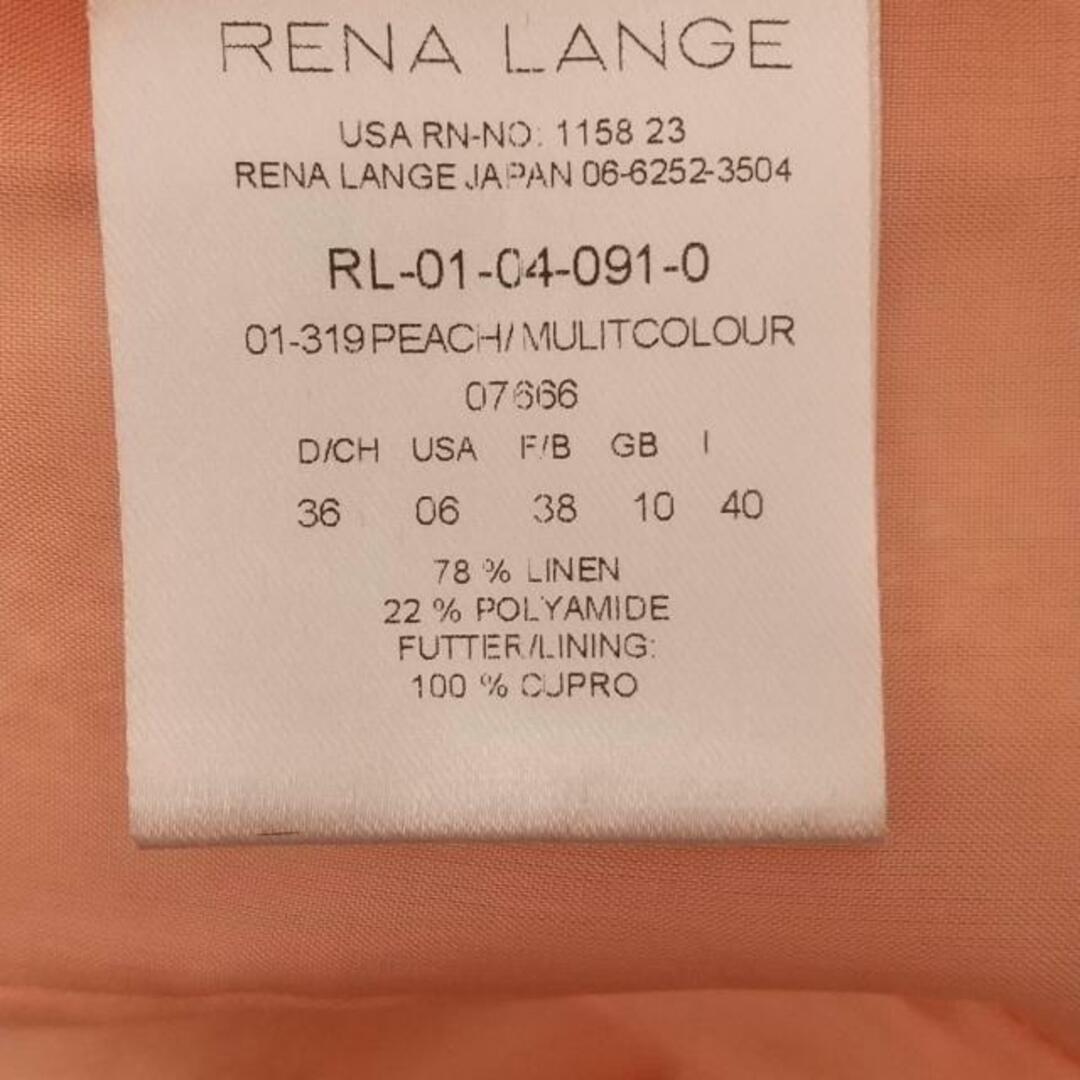 RENA LANGE
USA RN-NO: 1158 23
RENA LANGE JAPAN 06-6252-3504
RL-01-04-091-0
01-319 PEACH/MULITCOLOUR
07666
D/CH USA F/B GB I
36 06 38 10 40
78 % LINEN
22 % POLYAMIDE
FUTTER/LINING:
100 % CUPRO